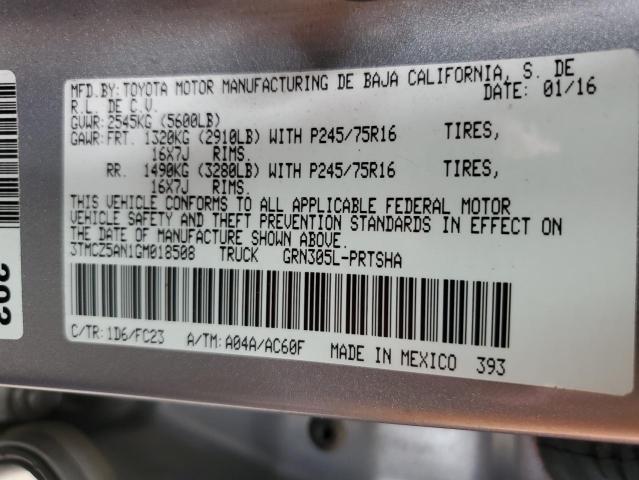 MFD.BY:TOYOTA MOTOR MANUFACTURING DE BAJA CALIFORNIA, S. DE
R.L. DE C.V. DATE: 01/16
GVWR:2545KG (5600LB)
GAWR:FRT. 1320KG (2910LB) WITH P245/75R16 TIRES,
16X7J RIMS.
RR. 1490KG (3280LB) WITH P245/75R16 TIRES,
16X7J RIMS.
THIS VEHICLE CONFORMS TO ALL APPLICABLE FEDERAL MOTOR
VEHICLE SAFETY AND THEFT PREVENTION STANDARDS IN EFFECT ON
THE DATE OF MANUFACTURE SHOWN ABOVE.
3TMCZ5AN1GM018508 TRUCK GRN305L-PRTSHA
C/TR:1D6/FC23 A/TM:A04A/AC60F MADE IN MEXICO 393